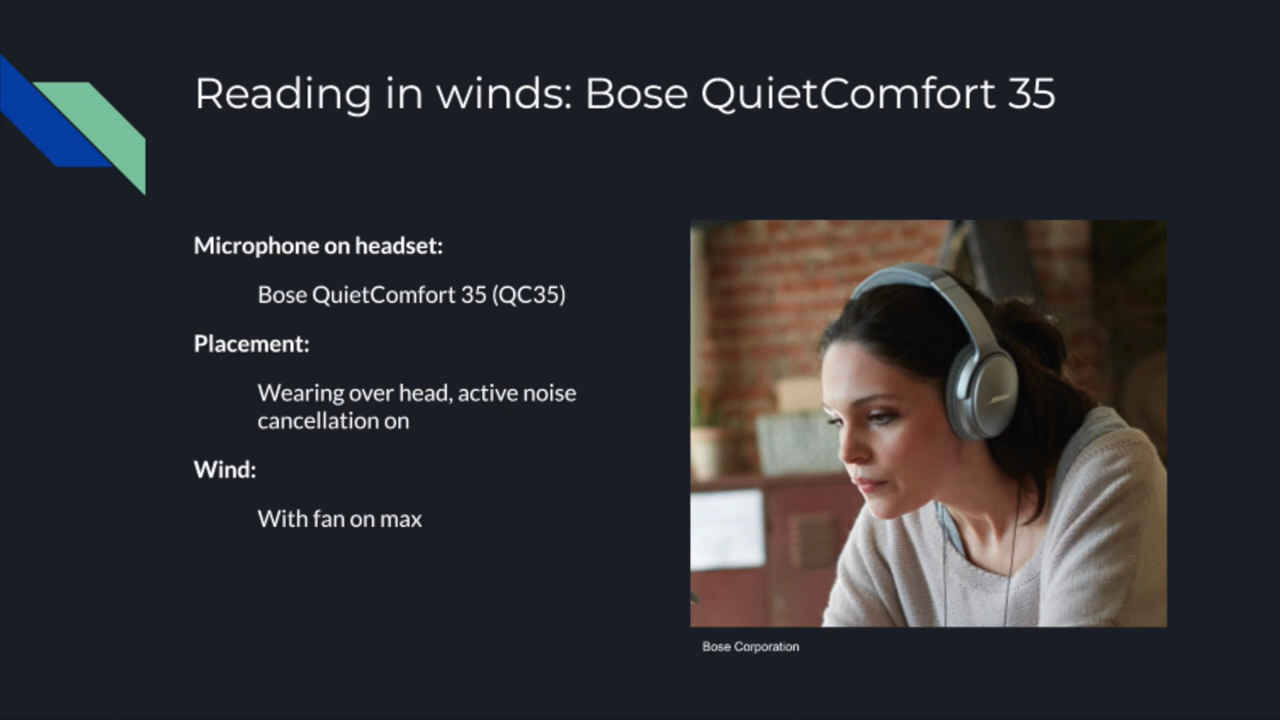 Reading in winds: Bose QuietComfort 35
Microphone on headset:
Bose QuietComfort 35 (QC35)
Placement:
Wearing over head, active noise
cancellation on
Wind:
With fan on max
BOSE
Bose Corporation